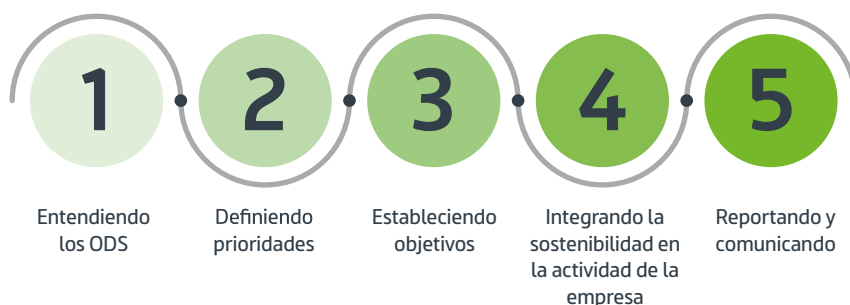 1
2
3
4
5
Entendiendo
los ODS
Definiendo
prioridades
Estableciendo
objetivos
Integrando la
sostenibilidad en
la actividad de la
empresa
Reportando y
comunicando